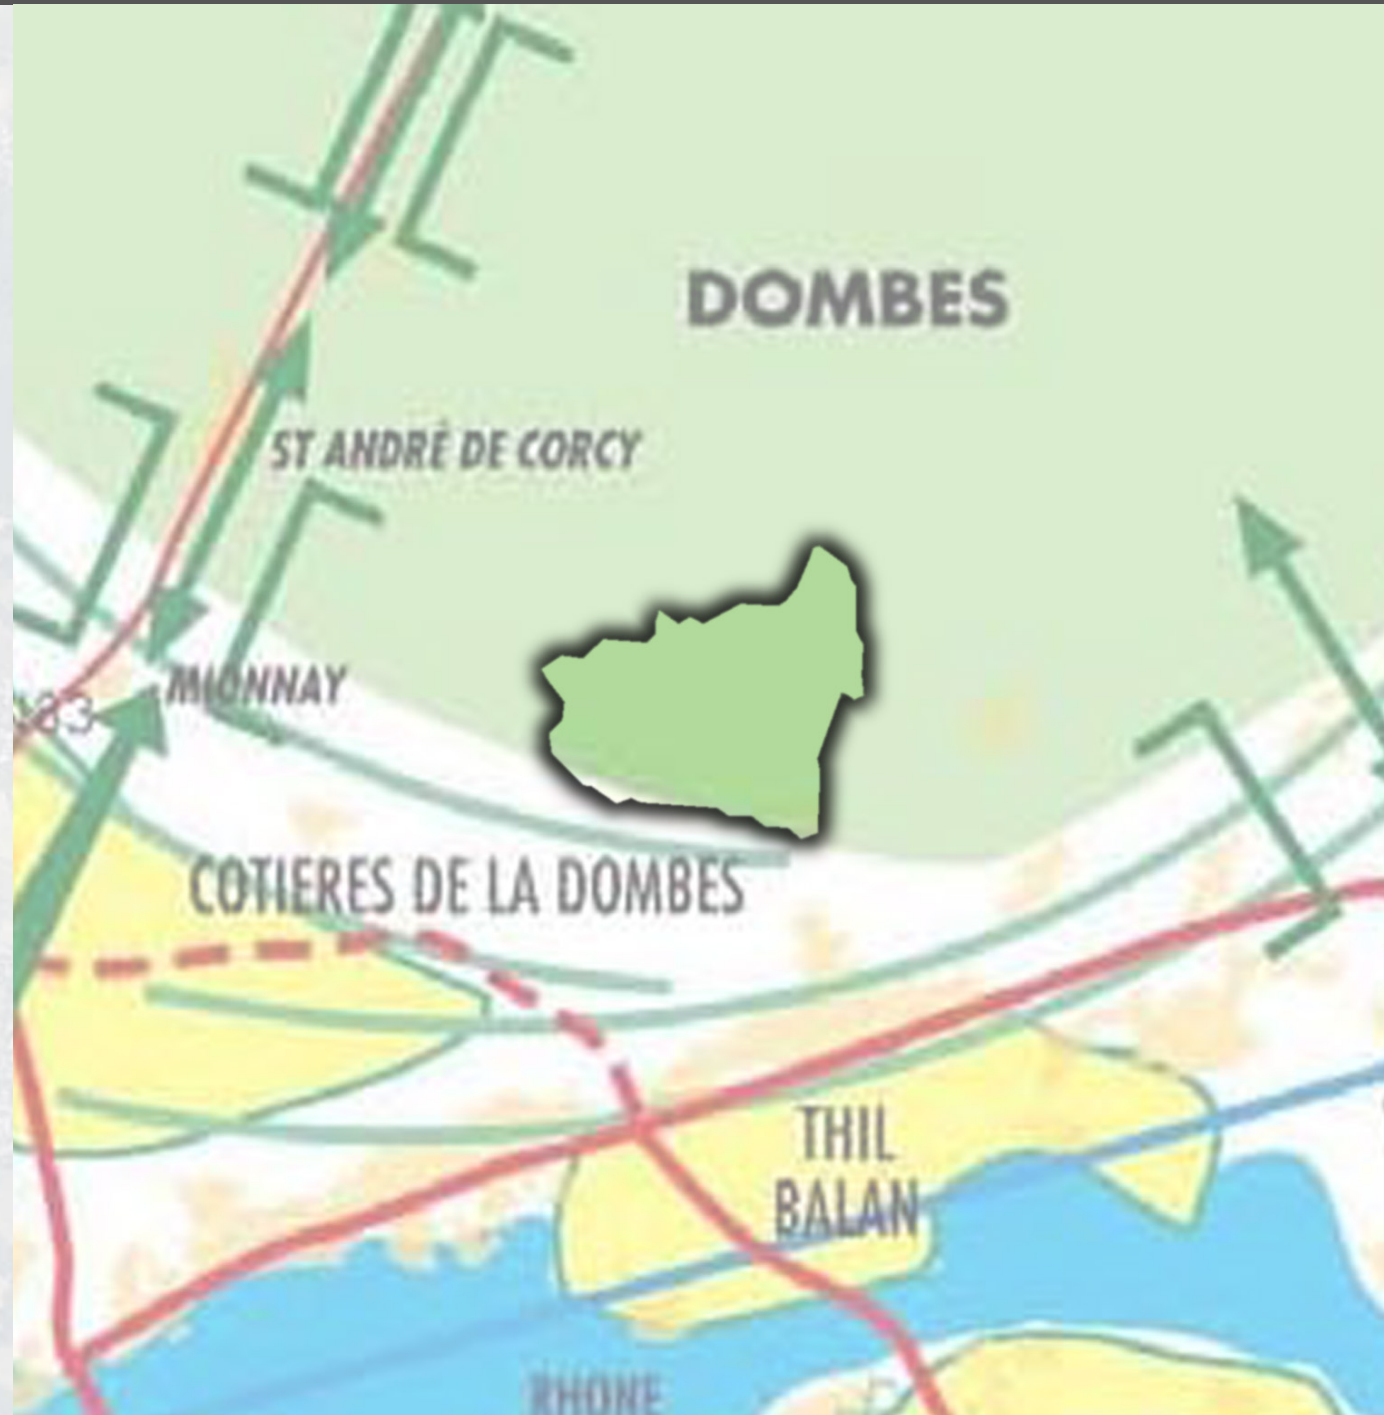 DOMBES
ST ANDRÉ DE CORCY
MIONNAY
COTIERES DE LA DOMBES
THIL
BALAN
RHONE